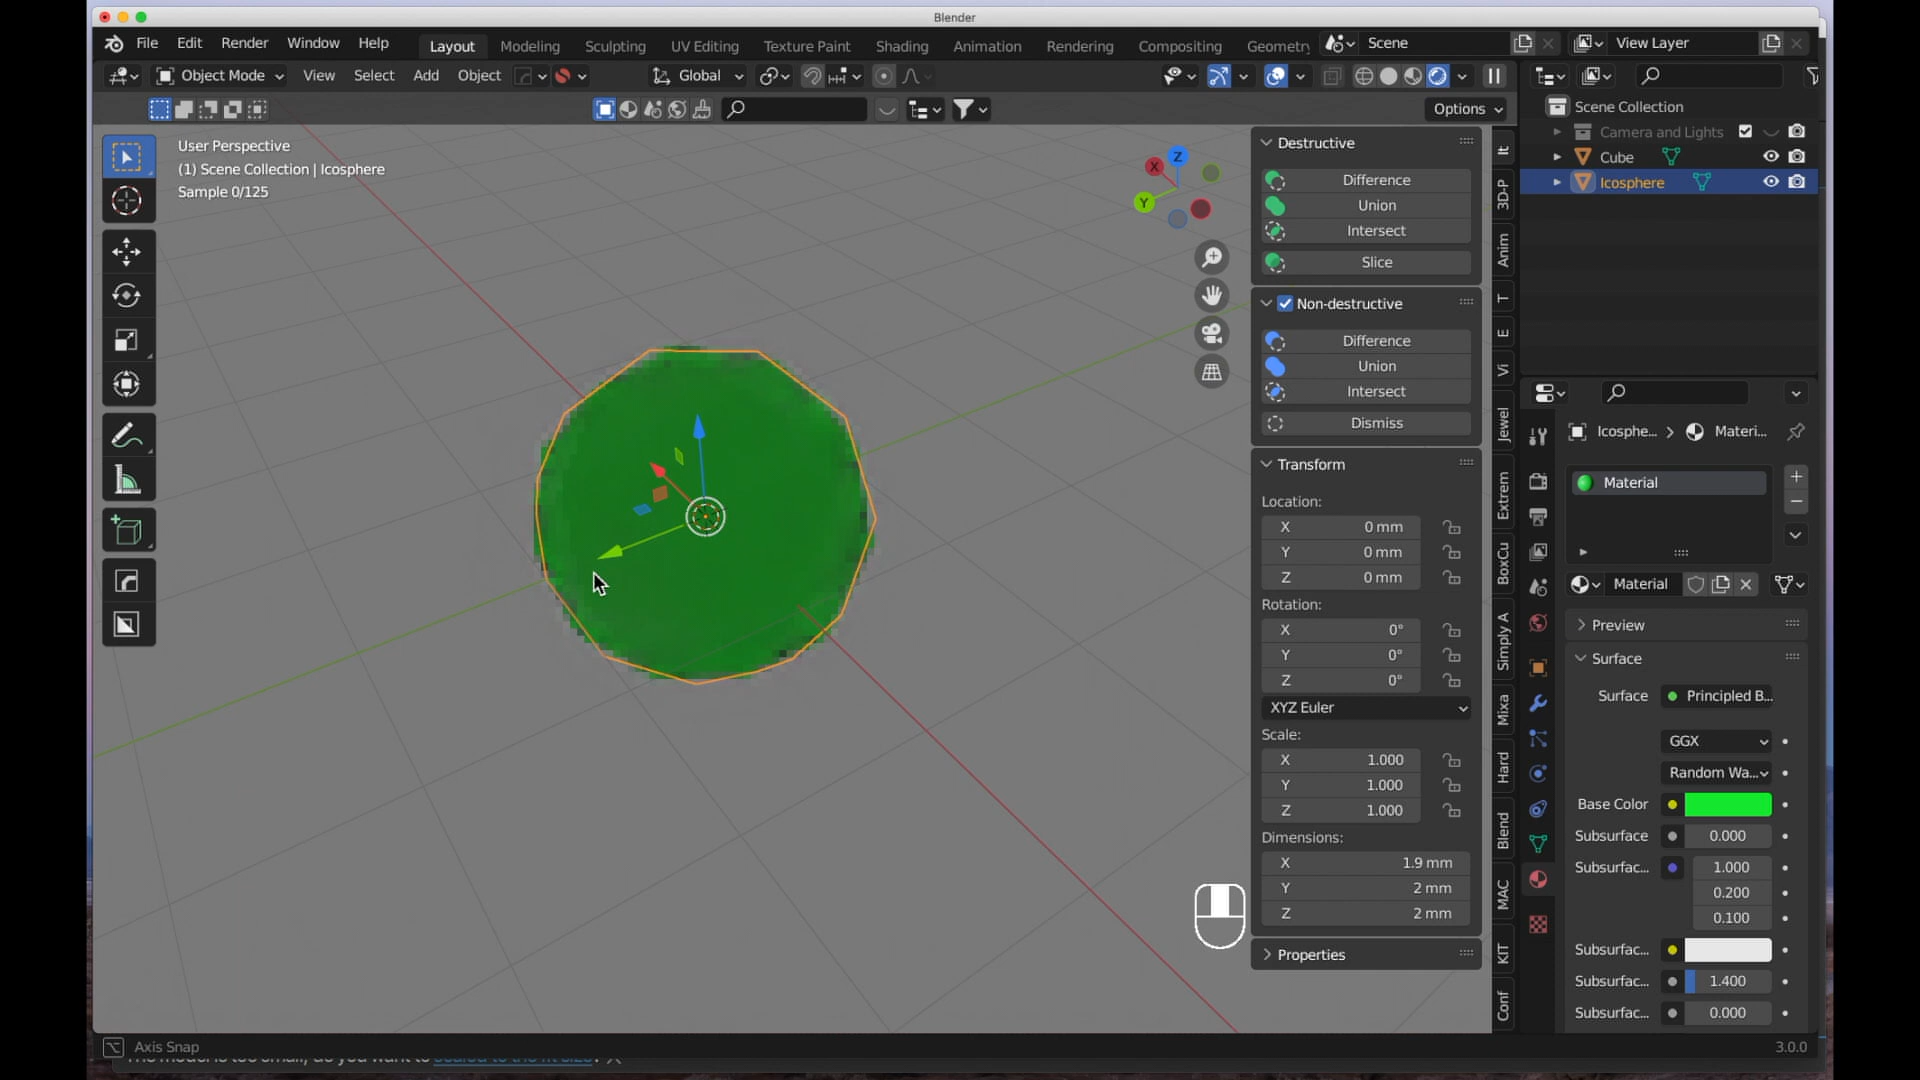 Blender
File Edit Render Window Help Layout Modeling Sculpting UV Editing Texture Paint Shading Animation Rendering Compositing Geometry Scene View Layer
Object Mode View Select Add Object Global
Options
User Perspective
(1) Scene Collection | Icosphere
Sample 0/125
X
Y
Z
Destructive
Difference
Union
Intersect
Slice
Non-destructive
Difference
Union
Intersect
Dismiss
Transform
Location:
X 0 mm
Y 0 mm
Z 0 mm
Rotation:
X 0°
Y 0°
Z 0°
XYZ Euler
Scale:
X 1.000
Y 1.000
Z 1.000
Dimensions:
X 1.9 mm
Y 2 mm
Z 2 mm
Properties
It
3D-P
Anim
T
E
Vi
Jewel
Extrem
BoxCu
Simply A
Mixa
Hard
Blend
MAC
KIT
Conf
Scene Collection
Camera and Lights
Cube
Icosphere
Icosphe... Materi...
Material
Material
Preview
Surface
Surface Principled B...
GGX
Random Wa...
Base Color
Subsurface 0.000
Subsurfac... 1.000
0.200
0.100
Subsurfac...
Subsurfac... 1.400
Subsurfac... 0.000
Axis Snap
3.0.0